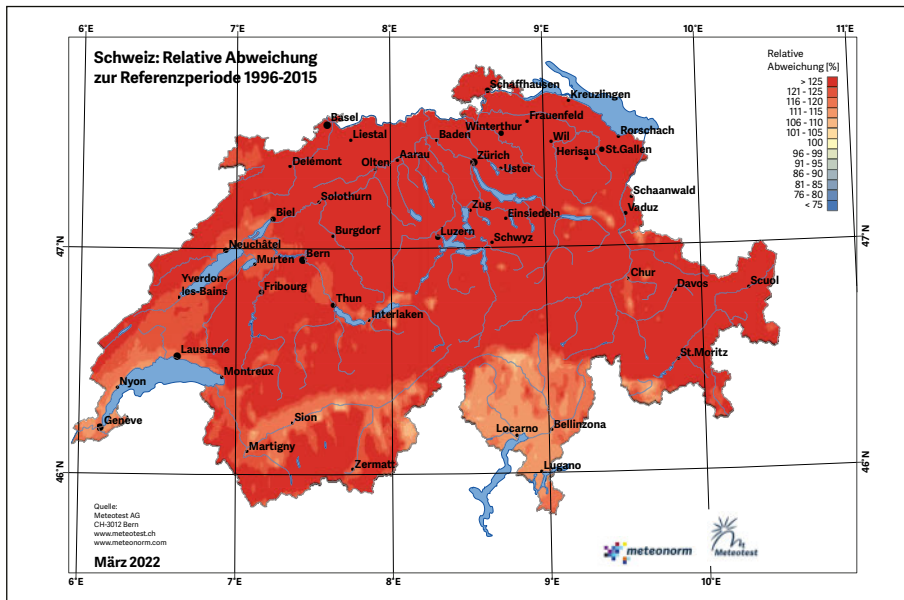 6°E 7°E 8°E 9°E 10°E 11°E
Schweiz: Relative Abweichung
zur Referenzperiode 1996-2015
Relative
Abweichung [%]
> 125
121 - 125
116 - 120
111 - 115
106 - 110
101 - 105
100
96 - 99
91 - 95
86 - 90
81 - 85
76 - 80
< 75
Schaffhausen
Kreuzlingen
Basel
Frauenfeld
Liestal
Baden
Winterthur
Wil
Rorschach
Delémont
Olten
Aarau
Zürich
Herisau
St.Gallen
Uster
Solothurn
Schaanwald
Biel
Zug
Einsiedeln
Vaduz
Burgdorf
Luzern
Schwyz
47°N
47°N
Neuchâtel
Murten
Bern
Yverdon-
les-Bains
Fribourg
Chur
Davos
Scuol
Thun
Interlaken
Lausanne
St.Moritz
Montreux
Nyon
Genève
Sion
Locarno
Bellinzona
Martigny
Zermatt
Lugano
46°N
46°N
Quelle:
Meteotest AG
CH-3012 Bern
www.meteotest.ch
www.meteonorm.com
März 2022
meteonorm
Meteotest
6°E 7°E 8°E 9°E 10°E